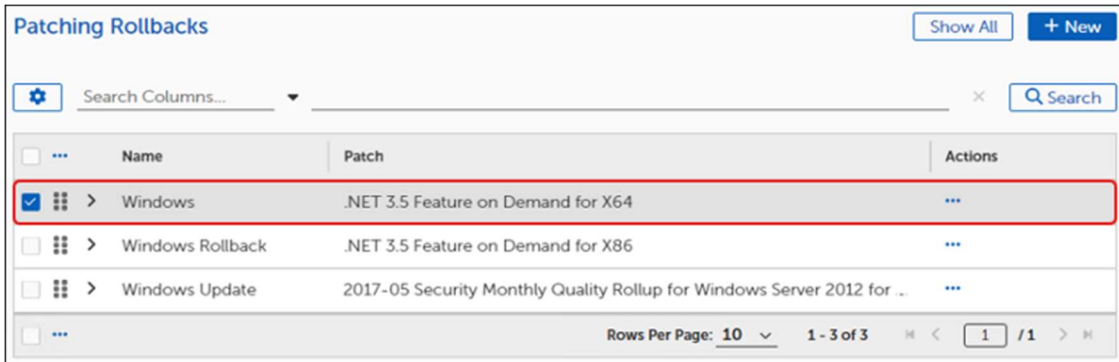 Patching Rollbacks Show All + New
Search Columns... Search
Name Patch Actions
Windows .NET 3.5 Feature on Demand for X64
Windows Rollback .NET 3.5 Feature on Demand for X86
Windows Update 2017-05 Security Monthly Quality Rollup for Windows Server 2012 for ...
Rows Per Page: 10 1 - 3 of 3 1 / 1